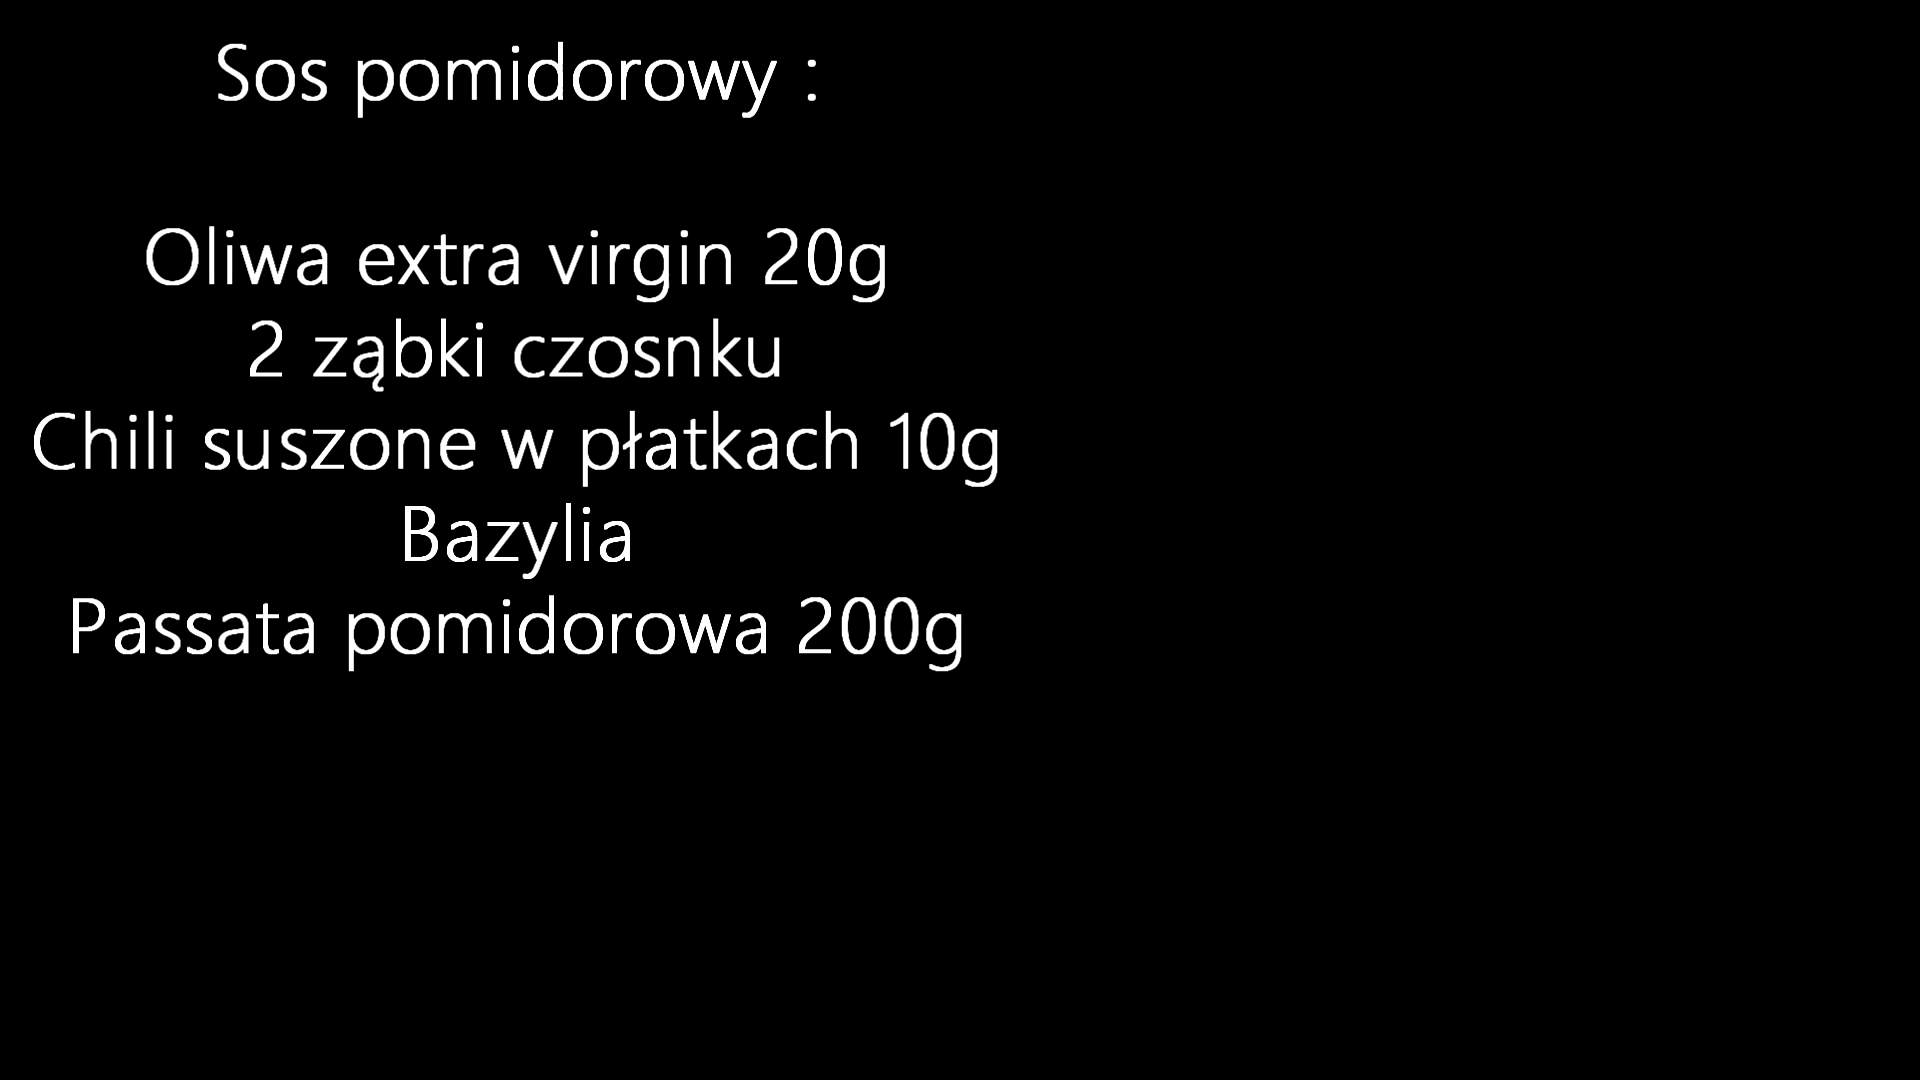 Sos pomidorowy :
Oliwa extra virgin 20g
2 ząbki czosnku
Chili suszone w płatkach 10g
Bazylia
Passata pomidorowa 200g